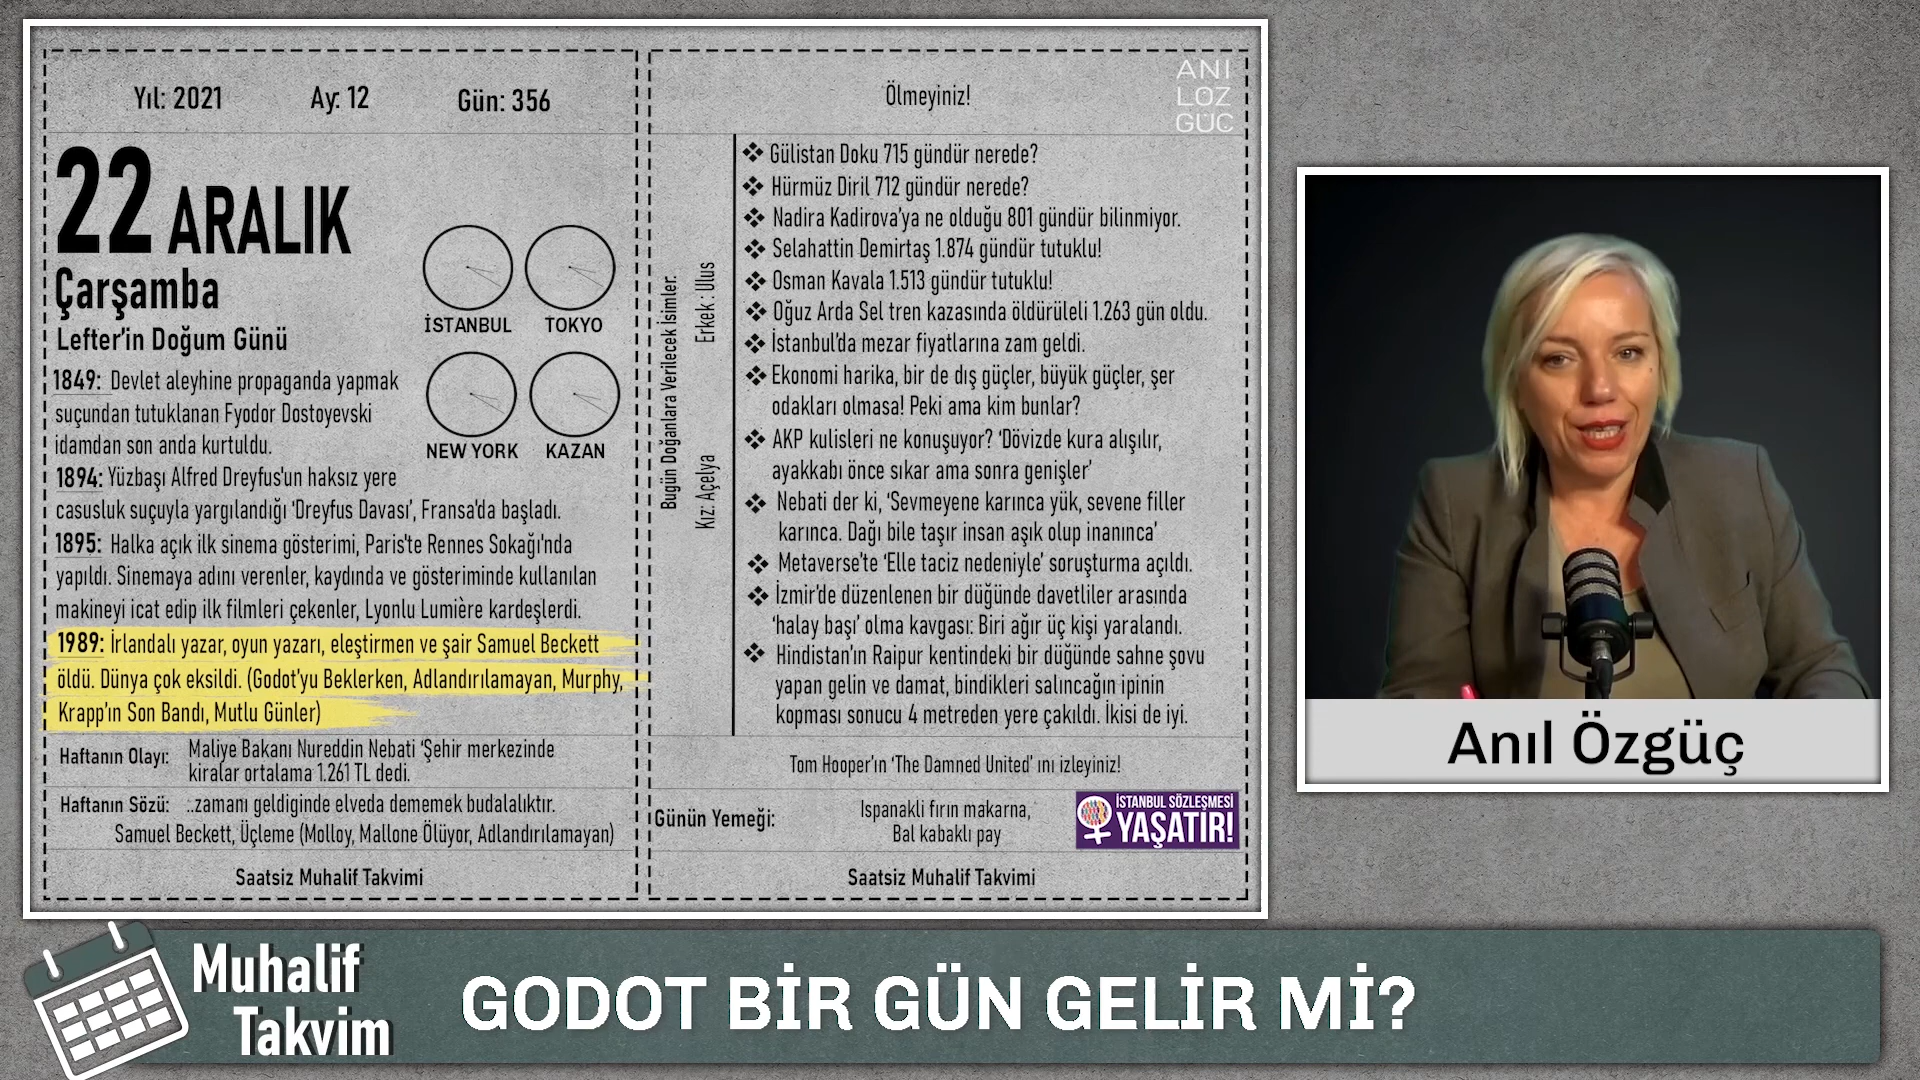 Yıl: 2021 Ay: 12 Gün: 356
22 ARALIK
Çarşamba
Lefter'in Doğum Günü
İSTANBUL TOKYO
NEW YORK KAZAN
1849: Devlet aleyhine propaganda yapmak
suçundan tutuklanan Fyodor Dostoyevski
idamdan son anda kurtuldu.
1894: Yüzbaşı Alfred Dreyfus'un haksız yere
casusluk suçuyla yargılandığı 'Dreyfus Davası', Fransa'da başladı.
1895: Halka açık ilk sinema gösterimi, Paris'te Rennes Sokağı'nda
yapıldı. Sinemaya adını verenler, kaydında ve gösteriminde kullanılan
makineyi icat edip ilk filmleri çekenler, Lyonlu Lumière kardeşlerdi.
1989: İrlandalı yazar, oyun yazarı, eleştirmen ve şair Samuel Beckett
öldü. Dünya çok eksildi. (Godot'yu Beklerken, Adlandırılamayan, Murphy,
Krapp'ın Son Bandı, Mutlu Günler)
Haftanın Olayı: Maliye Bakanı Nureddin Nebati 'Şehir merkezinde
kiralar ortalama 1.261 TL dedi.
Haftanın Sözü: ..zamanı geldiginde elveda dememek budalalıktır.
Samuel Beckett, Üçleme (Molloy, Mallone Ölüyor, Adlandırılamayan)
Saatsiz Muhalif Takvimi
Ölmeyiniz!
ANI
LOZ
GÜÇ
Bugün Doğanlara Verilecek İsimler:
Kız: Açelya Erkek : Ulus
❖ Gülistan Doku 715 gündür nerede?
❖ Hürmüz Diril 712 gündür nerede?
❖ Nadira Kadirova'ya ne olduğu 801 gündür bilinmiyor.
❖ Selahattin Demirtaş 1.874 gündür tutuklu!
❖ Osman Kavala 1.513 gündür tutuklu!
❖ Oğuz Arda Sel tren kazasında öldürüleli 1.263 gün oldu.
❖ İstanbul'da mezar fiyatlarına zam geldi.
❖ Ekonomi harika, bir de dış güçler, büyük güçler, şer
odakları olmasa! Peki ama kim bunlar?
❖ AKP kulisleri ne konuşuyor? 'Dövizde kura alışılır,
ayakkabı önce sıkar ama sonra genişler'
❖ Nebati der ki, 'Sevmeyene karınca yük, sevene filler
karınca. Dağı bile taşır insan aşık olup inanınca'
❖ Metaverse'te 'Elle taciz nedeniyle' soruşturma açıldı.
❖ İzmir'de düzenlenen bir düğünde davetliler arasında
'halay başı' olma kavgası: Biri ağır üç kişi yaralandı.
❖ Hindistan'ın Raipur kentindeki bir düğünde sahne şovu
yapan gelin ve damat, bindikleri salıncağın ipinin
kopması sonucu 4 metreden yere çakıldı. İkisi de iyi.
Tom Hooper'ın 'The Damned United' ını izleyiniz!
Günün Yemeği: Ispanakli fırın makarna,
Bal kabaklı pay
İSTANBUL SÖZLEŞMESİ
YAŞATIR!
Saatsiz Muhalif Takvimi
Anıl Özgüç
Muhalif
Takvim
GODOT BİR GÜN GELİR Mİ?